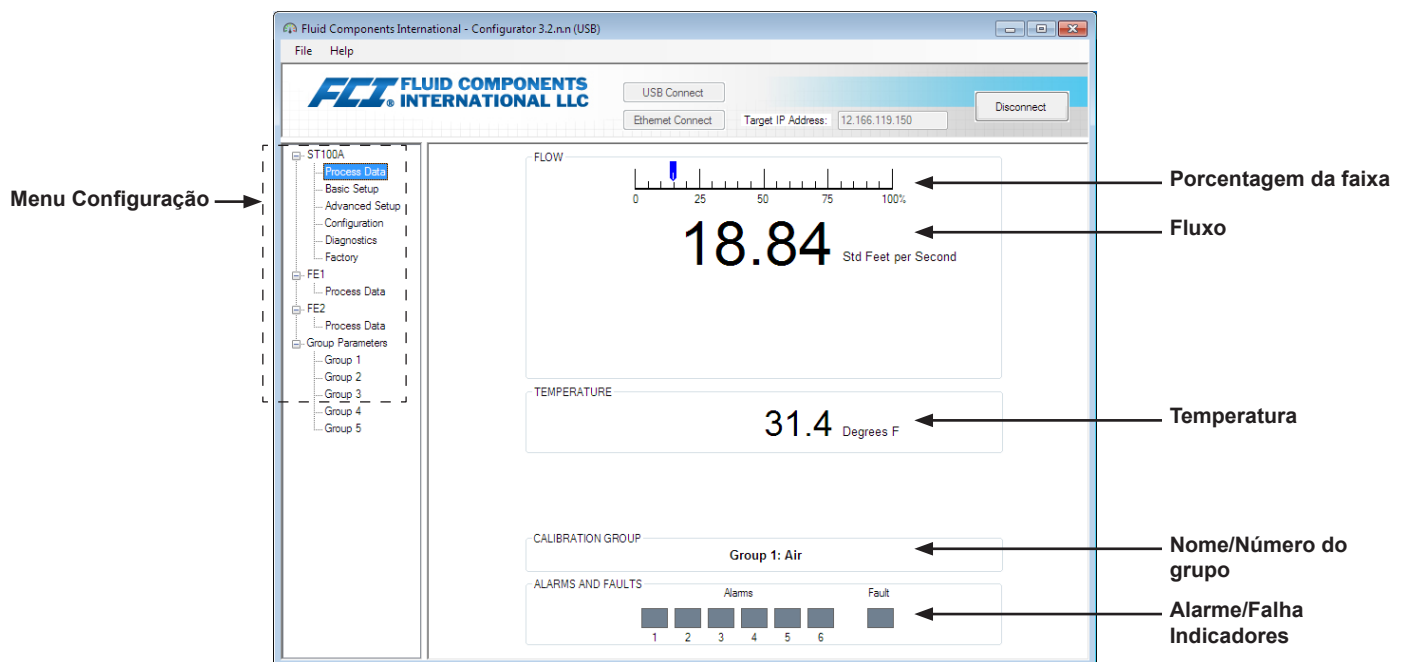 Fluid Components International - Configurator 3.2.n.n (USB)
File Help
FCI® FLUID COMPONENTS
INTERNATIONAL LLC
USB Connect
Ethernet Connect
Target IP Address: 12.166.119.150
Disconnect
Menu Configuração
ST100A
Process Data
Basic Setup
Advanced Setup
Configuration
Diagnostics
Factory
FE1
Process Data
FE2
Process Data
Group Parameters
Group 1
Group 2
Group 3
Group 4
Group 5
FLOW
0 25 50 75 100%
18.84 Std Feet per Second
TEMPERATURE
31.4 Degrees F
CALIBRATION GROUP
Group 1: Air
ALARMS AND FAULTS
Alarms Fault
1 2 3 4 5 6
Porcentagem da faixa
Fluxo
Temperatura
Nome/Número do
grupo
Alarme/Falha
Indicadores